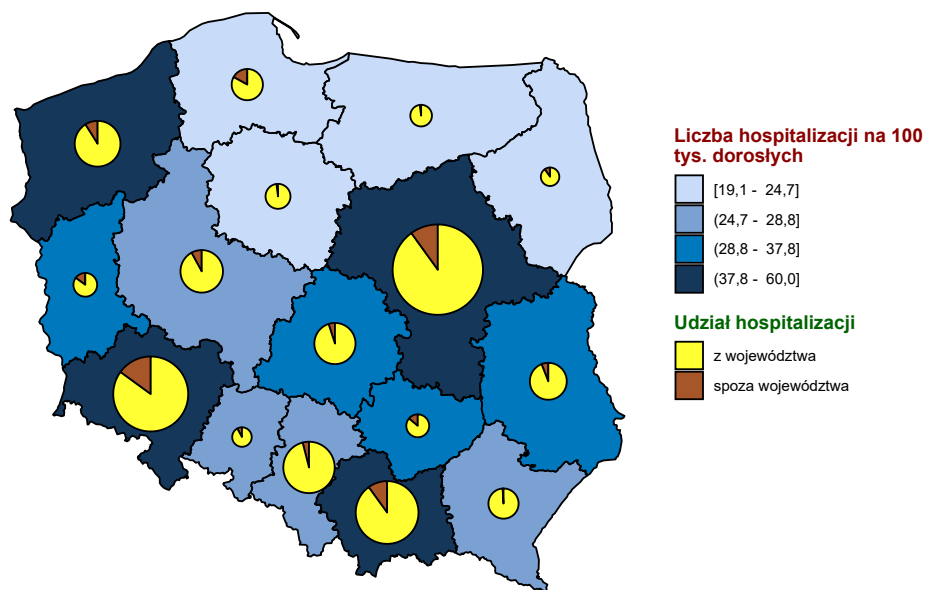 Liczba hospitalizacji na 100
tys. dorosłych
[19,1 - 24,7]
(24,7 - 28,8]
(28,8 - 37,8]
(37,8 - 60,0]
Udział hospitalizacji
z województwa
spoza województwa